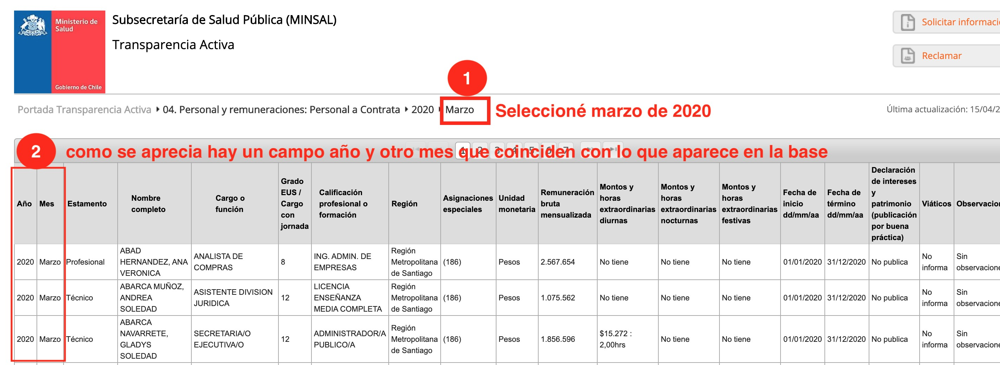 Ministerio de
Salud
Gobierno de Chile
Subsecretaría de Salud Pública (MINSAL)
Transparencia Activa
Solicitar informaci
Reclamar
1
Portada Transparencia Activa 04. Personal y remuneraciones: Personal a Contrata 2020 Marzo
Seleccioné marzo de 2020
Última actualización: 15/04/2
1 2 3 4 5 6 7
2 como se aprecia hay un campo año y otro mes que coinciden con lo que aparece en la base
Año
Mes
Estamento
Nombre
completo
Cargo o
función
Grado
EUS /
Cargo
con
jornada
Calificación
profesional o
formación
Región
Asignaciones
especiales
Unidad
monetaria
Remuneración
bruta
mensualizada
Montos y
horas
extraordinarias
diurnas
Montos y
horas
extraordinarias
nocturnas
Montos y
horas
extraordinarias
festivas
Fecha de
inicio
dd/mm/aa
Fecha de
término
dd/mm/aa
Declaración
de intereses
y
patrimonio
(publicación
por buena
práctica)
Viáticos
Observacion
2020
Marzo
Profesional
ABAD
HERNANDEZ, ANA
VERONICA
ANALISTA DE
COMPRAS
8
ING. ADMIN. DE
EMPRESAS
Región
Metropolitana
de Santiago
(186)
Pesos
2.567.654
No tiene
No tiene
No tiene
01/01/2020
31/12/2020
No publica
No
informa
Sin
observacione
2020
Marzo
Técnico
ABARCA MUÑOZ,
ANDREA
SOLEDAD
ASISTENTE DIVISION
JURIDICA
12
LICENCIA
ENSEÑANZA
MEDIA COMPLETA
Región
Metropolitana
de Santiago
(186)
Pesos
1.075.562
No tiene
No tiene
No tiene
01/01/2020
31/12/2020
No publica
No
informa
Sin
observacione
2020
Marzo
Técnico
ABARCA
NAVARRETE,
GLADYS
SOLEDAD
SECRETARIA/O
EJECUTIVA/O
12
ADMINISTRADOR/A
PUBLICO/A
Región
Metropolitana
de Santiago
(186)
Pesos
1.856.596
$15.272 :
2,00hrs
No tiene
No tiene
01/01/2020
31/12/2020
No publica
No
informa
Sin
observacione